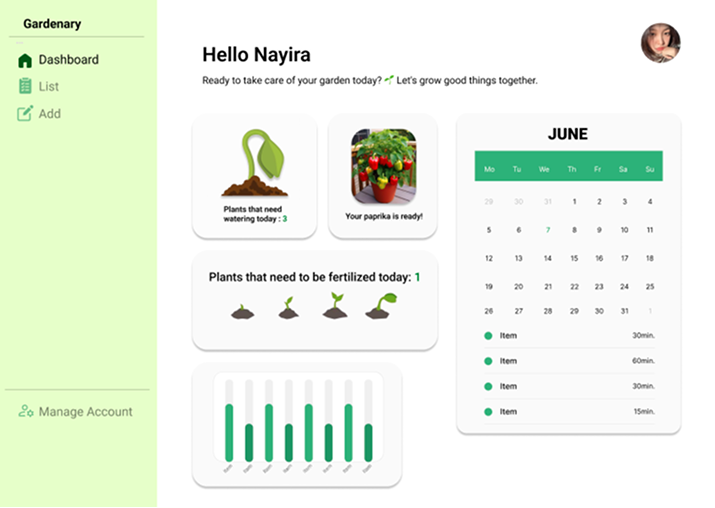 Gardenary
Dashboard
List
Add
Manage Account
Hello Nayira
Ready to take care of your garden today? 🌱 Let's grow good things together.
Plants that need
watering today : 3
Your paprika is ready!
Plants that need to be fertilized today: 1
JUNE
Mo Tu We Th Fr Sa Su
29 30 31 1 2 3 4
5 6 7 8 9 10 11
12 13 14 15 16 17 18
19 20 21 22 23 24 25
26 27 28 29 30 31 1
Item 30min.
Item 60min.
Item 30min.
Item 15min.